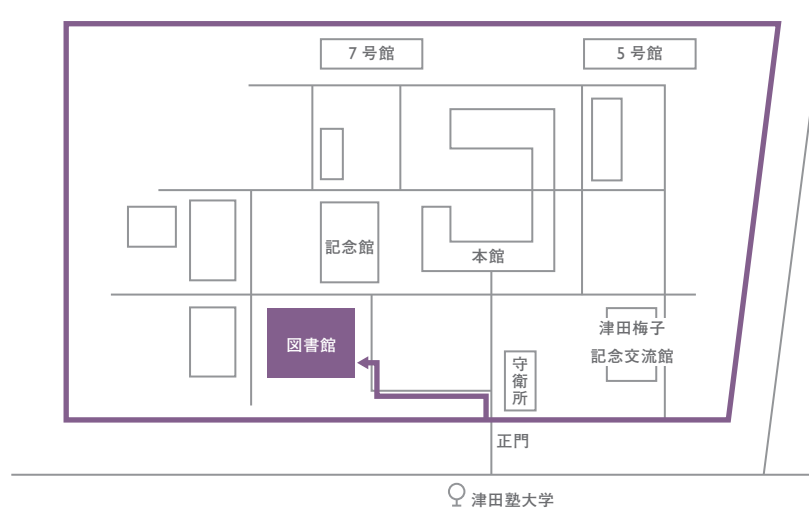 7 号館
5 号館
記念館
本館
図書館
津田梅子
記念交流館
守衛所
正門
津田塾大学